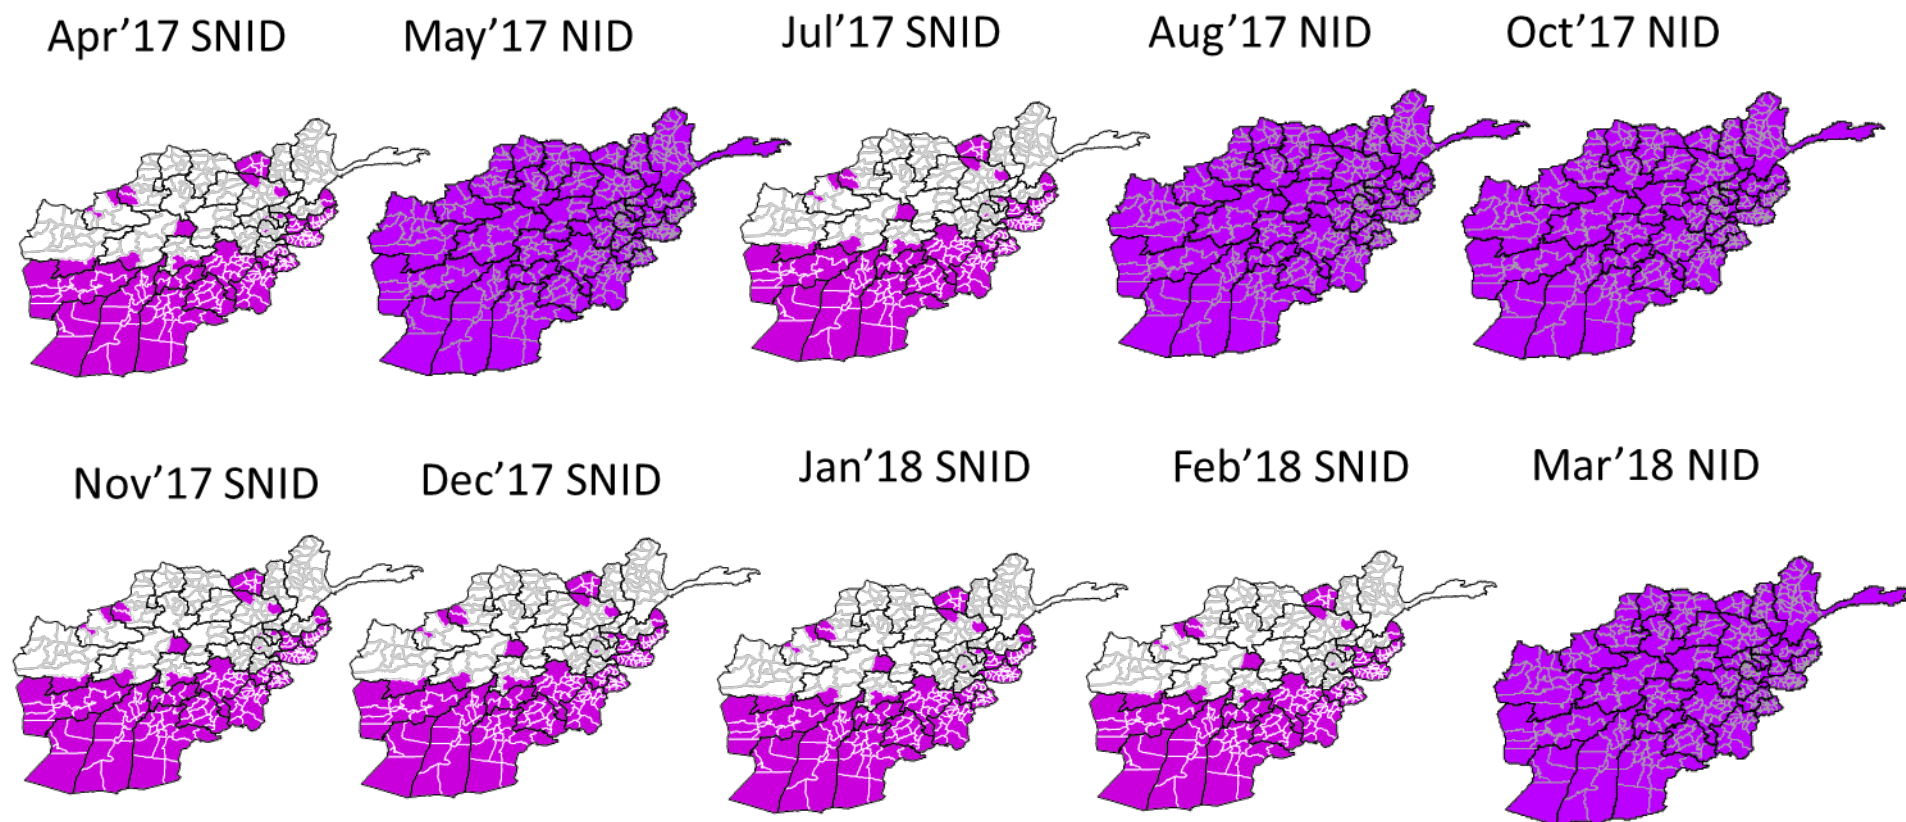 Apr’17 SNID
May’17 NID
Jul’17 SNID
Aug’17 NID
Oct’17 NID
Nov’17 SNID
Dec’17 SNID
Jan’18 SNID
Feb’18 SNID
Mar’18 NID